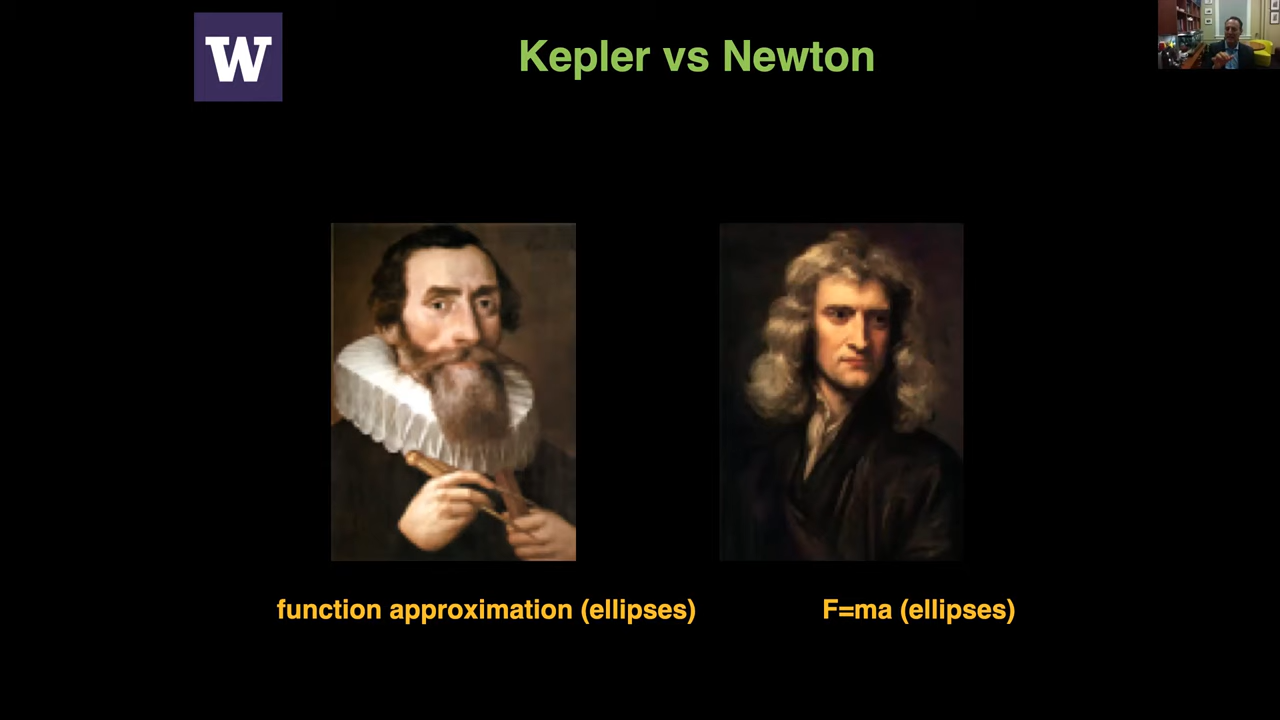 W
Kepler vs Newton
function approximation (ellipses)
F=ma (ellipses)